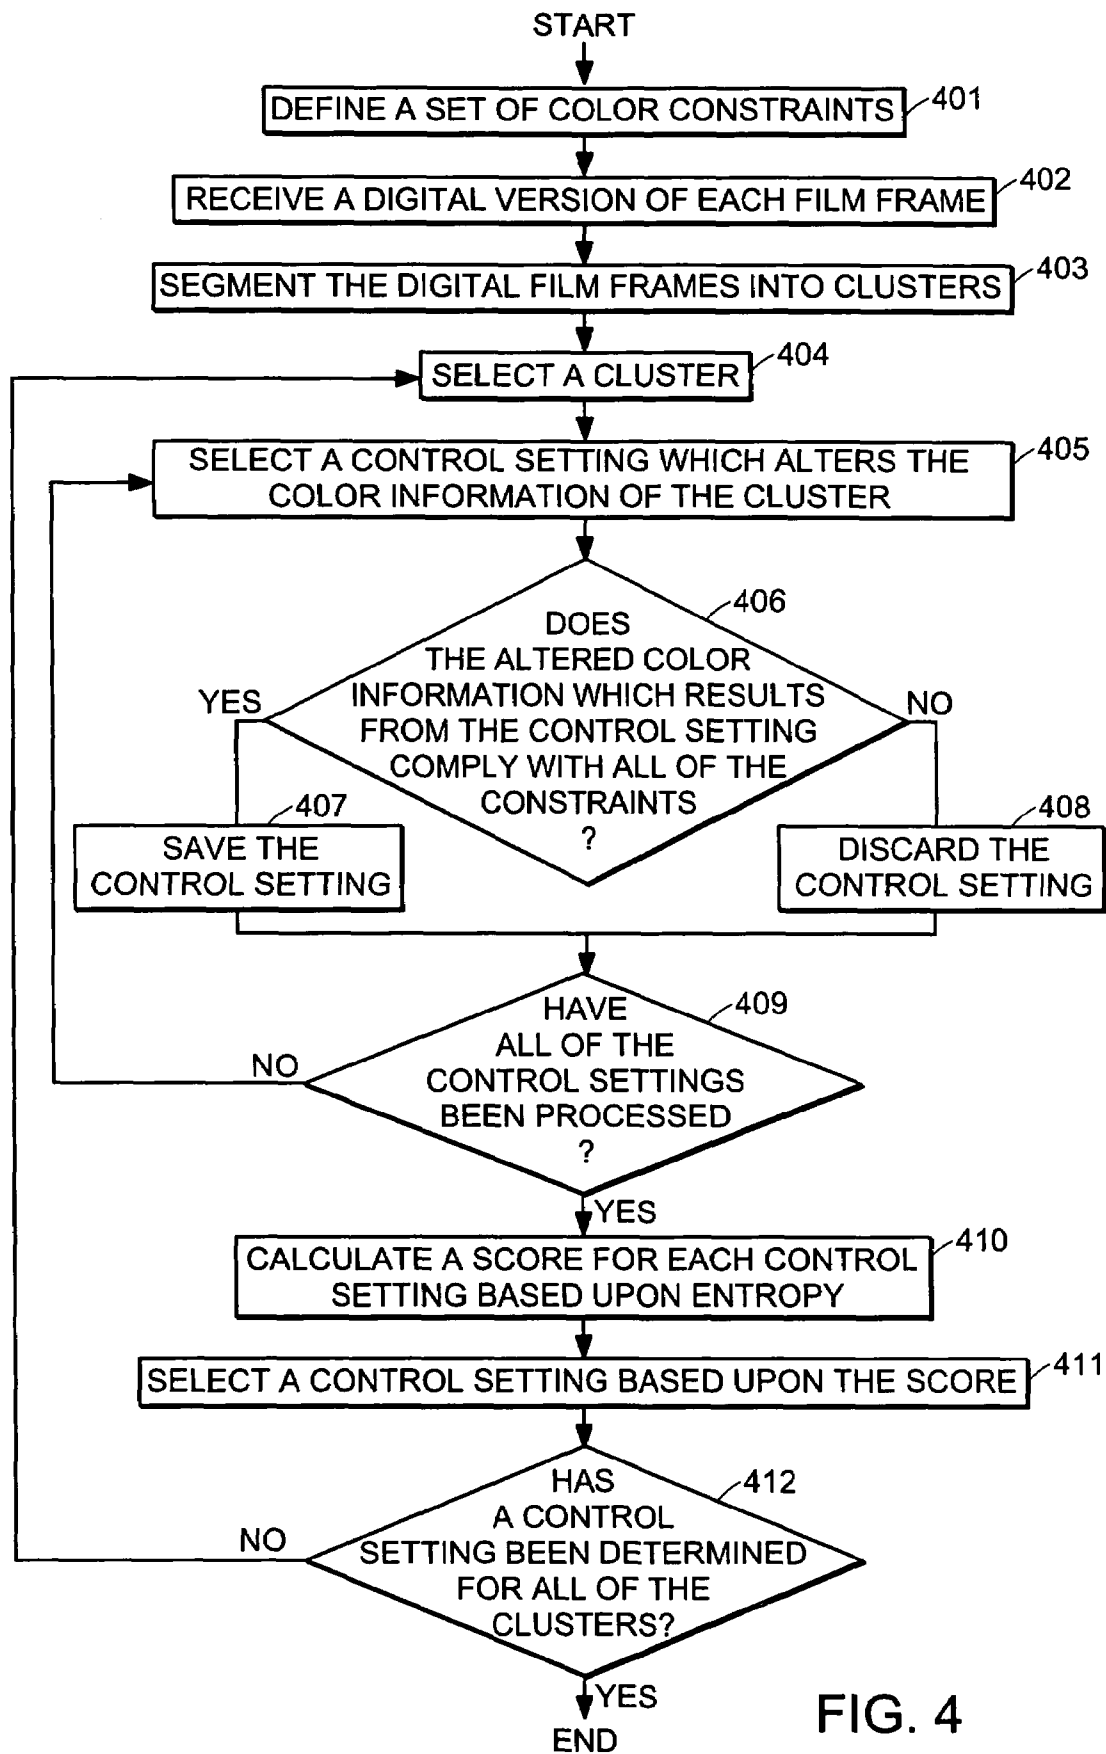 START
DEFINE A SET OF COLOR CONSTRAINTS
401
RECEIVE A DIGITAL VERSION OF EACH FILM FRAME
402
SEGMENT THE DIGITAL FILM FRAMES INTO CLUSTERS
403
SELECT A CLUSTER
404
SELECT A CONTROL SETTING WHICH ALTERS THE
COLOR INFORMATION OF THE CLUSTER
405
406
DOES
THE ALTERED COLOR
INFORMATION WHICH RESULTS
FROM THE CONTROL SETTING
COMPLY WITH ALL OF THE
CONSTRAINTS
?
YES
NO
407
SAVE THE
CONTROL SETTING
408
DISCARD THE
CONTROL SETTING
409
HAVE
ALL OF THE
CONTROL SETTINGS
BEEN PROCESSED
?
NO
YES
CALCULATE A SCORE FOR EACH CONTROL
SETTING BASED UPON ENTROPY
410
SELECT A CONTROL SETTING BASED UPON THE SCORE
411
412
HAS
A CONTROL
SETTING BEEN DETERMINED
FOR ALL OF THE
CLUSTERS?
NO
YES
END
FIG. 4